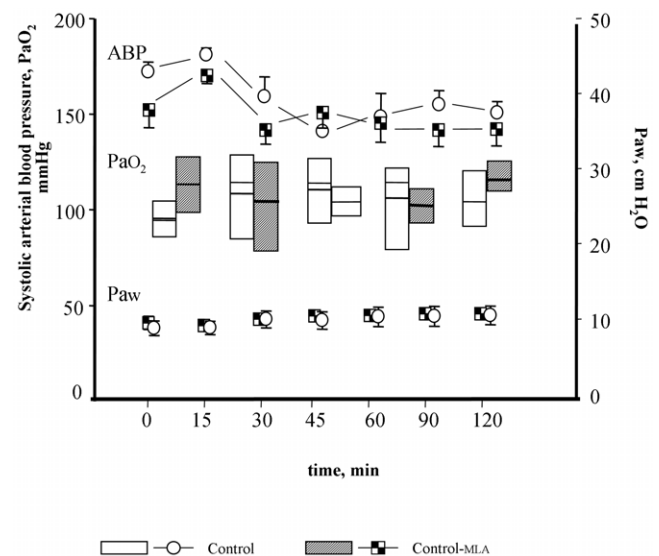 Systolic arterial blood pressure, PaO2
mmHg
200
150
100
50
0
ABP
PaO2
Paw
50
40
30
20
10
0
Paw, cm H2O
0 15 30 45 60 90 120
time, min
Control Control-MLA